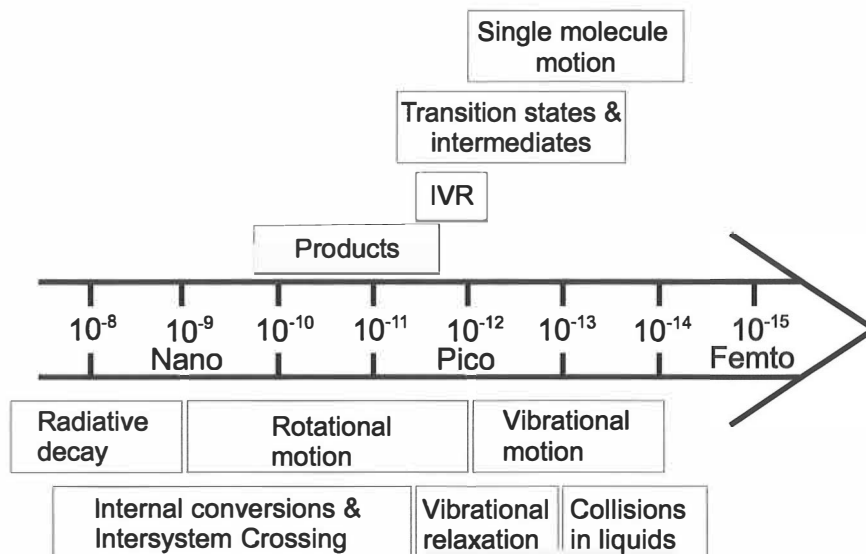 Single molecule
motion
Transition states &
intermediates
IVR
Products
10⁻⁸ 10⁻⁹ 10⁻¹⁰ 10⁻¹¹ 10⁻¹² 10⁻¹³ 10⁻¹⁴ 10⁻¹⁵
Nano Pico Femto
Radiative
decay
Rotational
motion
Vibrational
motion
Internal conversions &
Intersystem Crossing
Vibrational
relaxation
Collisions
in liquids